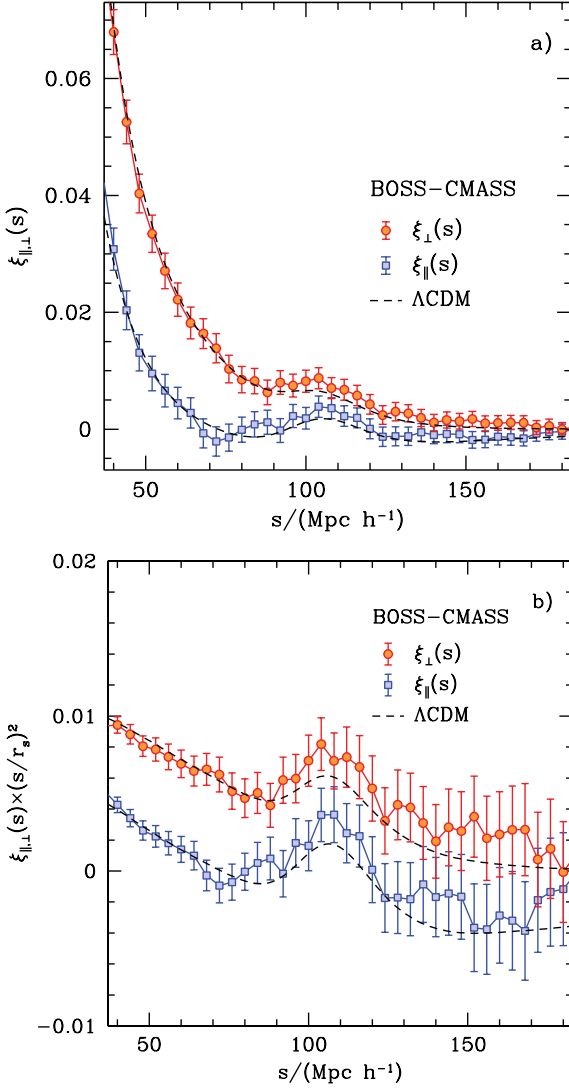 a)
0.06
0.04
0.02
0
ξ∥,⊥(s)
BOSS-CMASS
ξ⊥(s)
ξ∥(s)
ΛCDM
50
100
150
s/(Mpc h⁻¹)
b)
0.02
0.01
0
−0.01
ξ∥,⊥(s)×(s/rₛ)²
BOSS-CMASS
ξ⊥(s)
ξ∥(s)
ΛCDM
50
100
150
s/(Mpc h⁻¹)